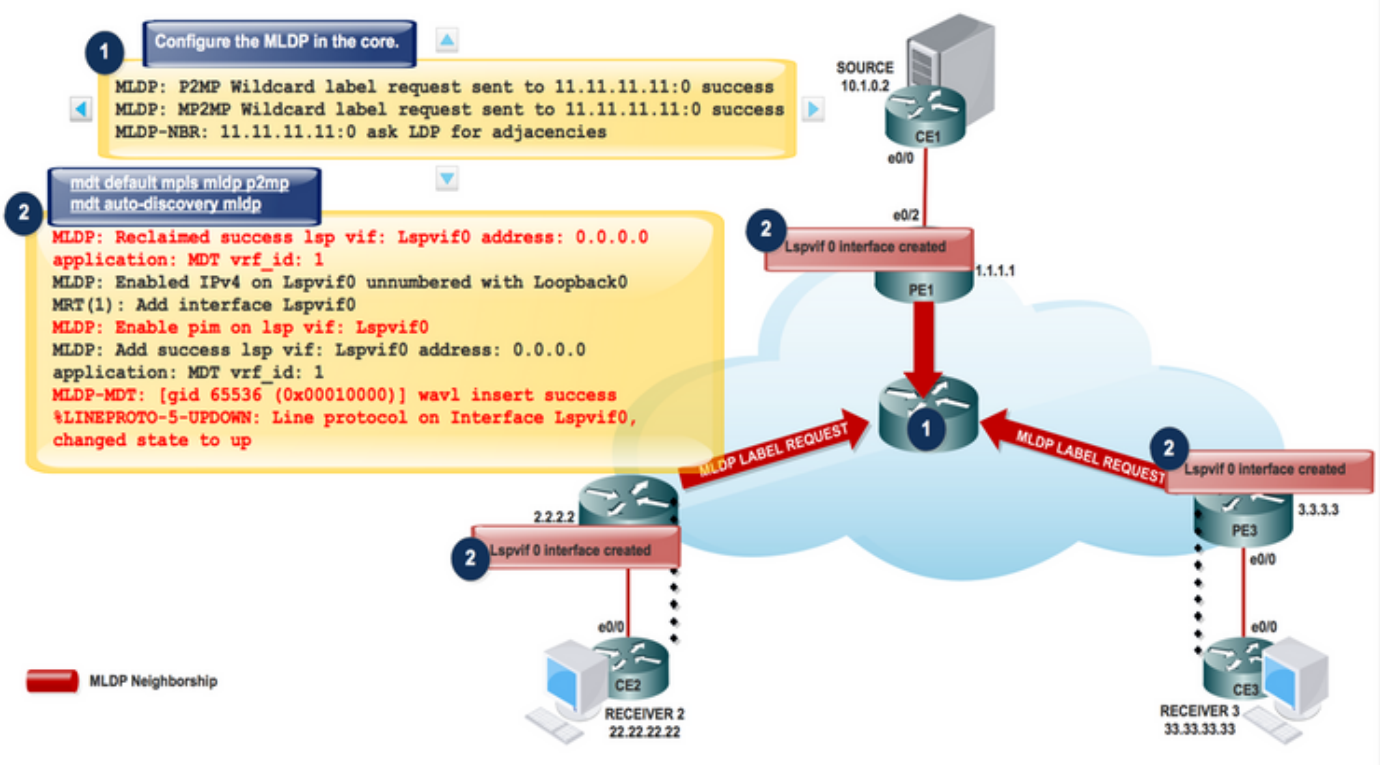 1
Configure the MLDP in the core.
MLDP: P2MP Wildcard label request sent to 11.11.11.11:0 success
MLDP: MP2MP Wildcard label request sent to 11.11.11.11:0 success
MLDP-NBR: 11.11.11.11:0 ask LDP for adjacencies
2
mdt default mpls mldp p2mp
mdt auto-discovery mldp
MLDP: Reclaimed success lsp vif: Lspvif0 address: 0.0.0.0
application: MDT vrf_id: 1
MLDP: Enabled IPv4 on Lspvif0 unnumbered with Loopback0
MRT(1): Add interface Lspvif0
MLDP: Enable pim on lsp vif: Lspvif0
MLDP: Add success lsp vif: Lspvif0 address: 0.0.0.0
application: MDT vrf_id: 1
MLDP-MDT: [gid 65536 (0x00010000)] wavl insert success
%LINEPROTO-5-UPDOWN: Line protocol on Interface Lspvif0,
changed state to up
SOURCE
10.1.0.2
CE1
e0/0
e0/2
2
Lspvif 0 interface created
1.1.1.1
PE1
1
MLDP LABEL REQUEST
MLDP LABEL REQUEST
2
Lspvif 0 interface created
3.3.3.3
PE3
e0/0
2.2.2.2
2
Lspvif 0 interface created
e0/0
CE2
RECEIVER 2
22.22.22.22
e0/0
CE3
RECEIVER 3
33.33.33.33
MLDP Neighborship